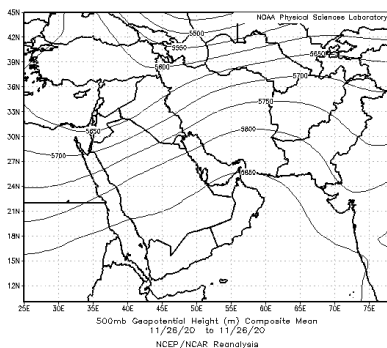 NOAA Physical Sciences Laboratory
45N
42N
39N
36N
33N
30N
27N
24N
21N
18N
15N
12N
5500
5550
5600
5650
5700
5750
5800
5650
5700
5850
25E 30E 35E 40E 45E 50E 55E 60E 65E 70E 75E
500mb Geopotential Height (m) Composite Mean
11/26/20 to 11/26/20
NCEP/NCAR Reanalysis